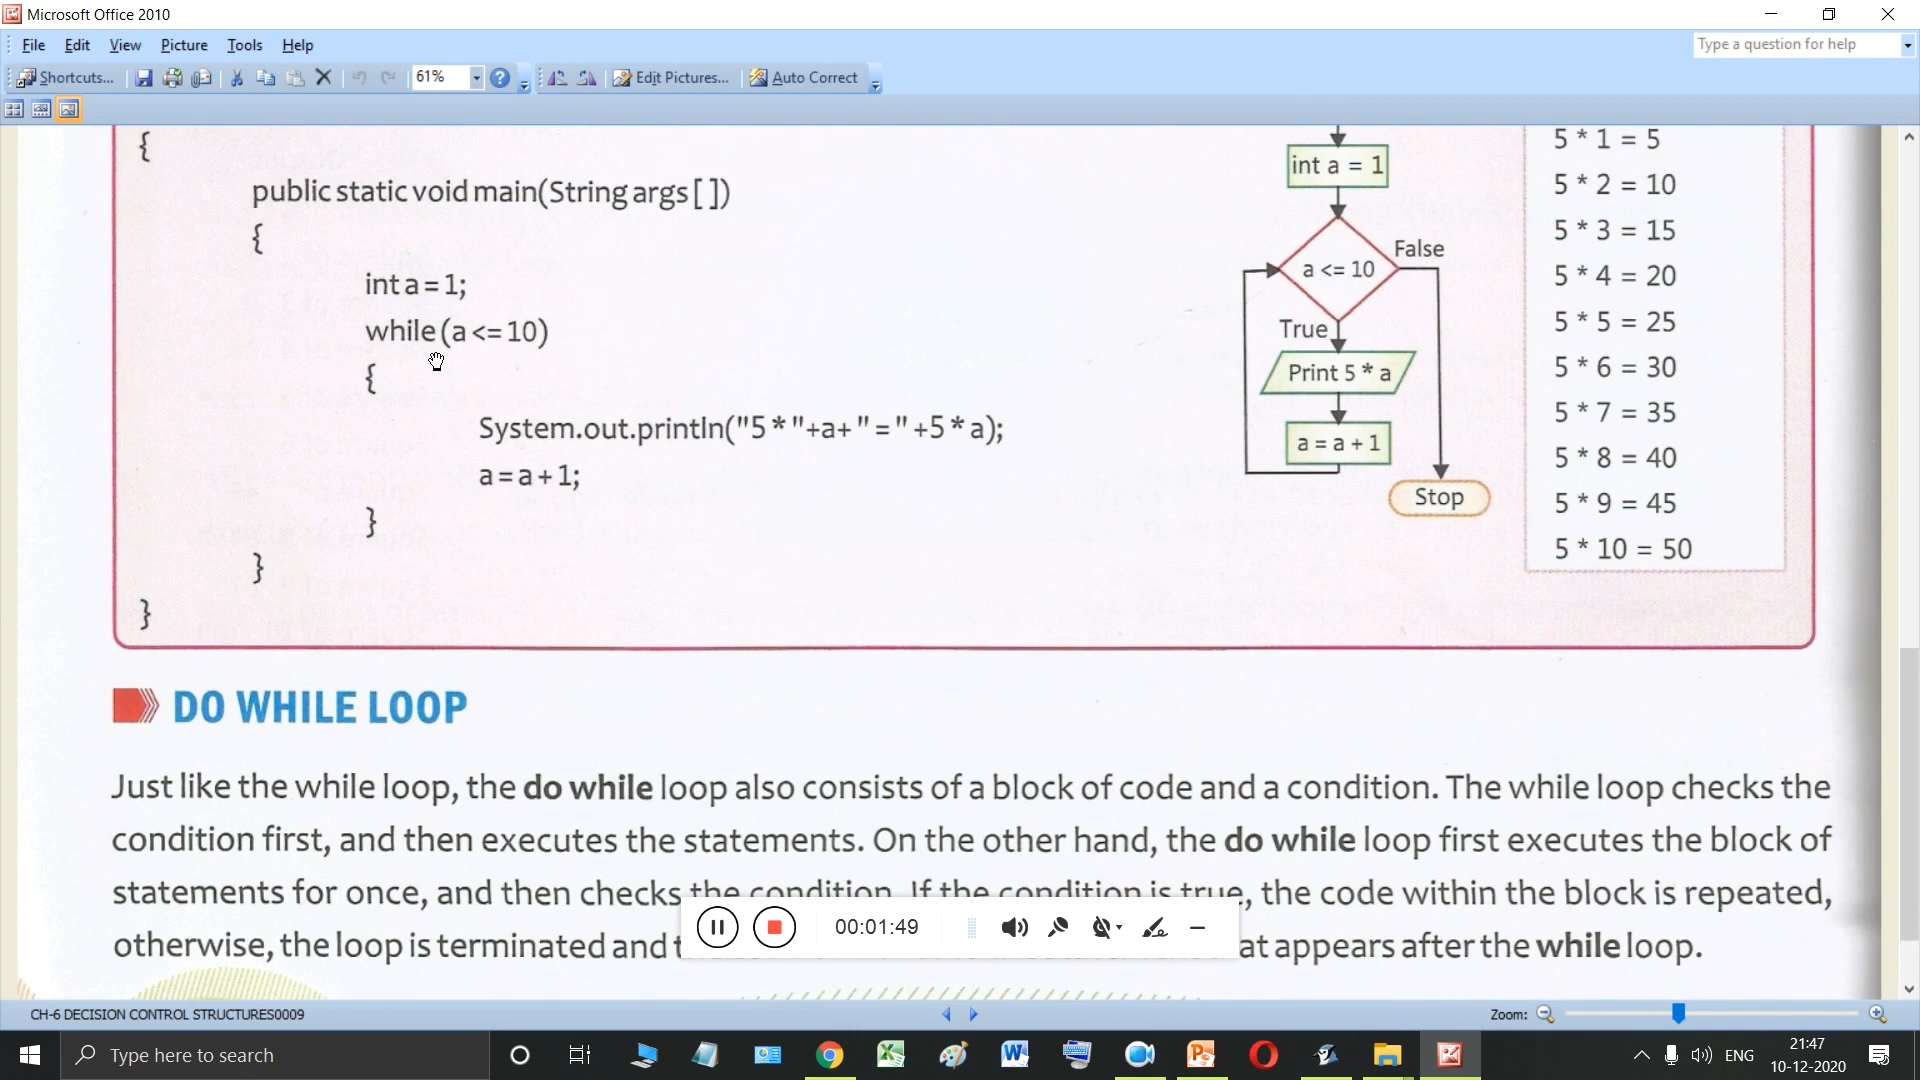 Microsoft Office 2010
File Edit View Picture Tools Help
Type a question for help
Shortcuts... 61% Edit Pictures... Auto Correct
{
public static void main(String args[ ])
{
int a = 1;
while (a <= 10)
{
System.out.println("5 * "+a+ " = " +5 * a);
a = a + 1;
}
}
}
int a = 1
a <= 10
False
True
Print 5 * a
a = a + 1
Stop
5 * 1 = 5
5 * 2 = 10
5 * 3 = 15
5 * 4 = 20
5 * 5 = 25
5 * 6 = 30
5 * 7 = 35
5 * 8 = 40
5 * 9 = 45
5 * 10 = 50
DO WHILE LOOP
Just like the while loop, the do while loop also consists of a block of code and a condition. The while loop checks the
condition first, and then executes the statements. On the other hand, the do while loop first executes the block of
statements for once, and then checks the condition. If the condition is true, the code within the block is repeated,
otherwise, the loop is terminated and at appears after the while loop.
00:01:49
CH-6 DECISION CONTROL STRUCTURES0009
Zoom:
Type here to search
ENG
21:47
10-12-2020